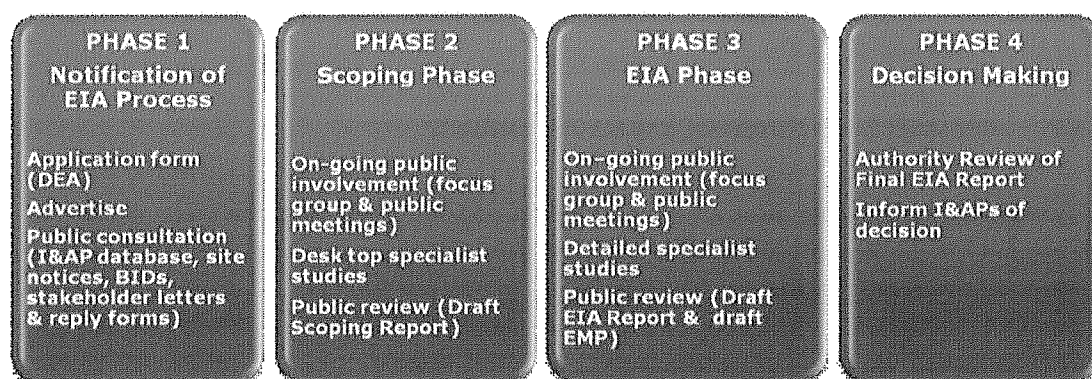 PHASE 1
Notification of
EIA Process
Application form
(DEA)
Advertise
Public consultation
(I&AP database, site
notices, BIDs,
stakeholder letters
& reply forms)
PHASE 2
Scoping Phase
On-going public
involvement (focus
group & public
meetings)
Desk top specialist
studies
Public review (Draft
Scoping Report)
PHASE 3
EIA Phase
On-going public
involvement (focus
group & public
meetings)
Detailed specialist
studies
Public review (Draft
EIA Report & draft
EMP)
PHASE 4
Decision Making
Authority Review of
Final EIA Report
Inform I&APs of
decision